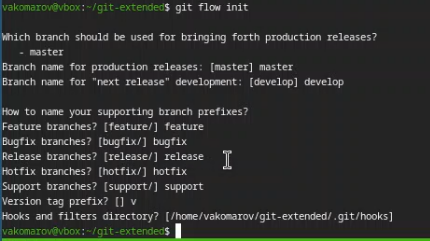 vakomarov@vbox:~/git-extended$ git flow init
Which branch should be used for bringing forth production releases?
- master
Branch name for production releases: [master] master
Branch name for "next release" development: [develop] develop
How to name your supporting branch prefixes?
Feature branches? [feature/] feature
Bugfix branches? [bugfix/] bugfix
Release branches? [release/] release
Hotfix branches? [hotfix/] hotfix
Support branches? [support/] support
Version tag prefix? [] v
Hooks and filters directory? [/home/vakomarov/git-extended/.git/hooks]
vakomarov@vbox:~/git-extended$